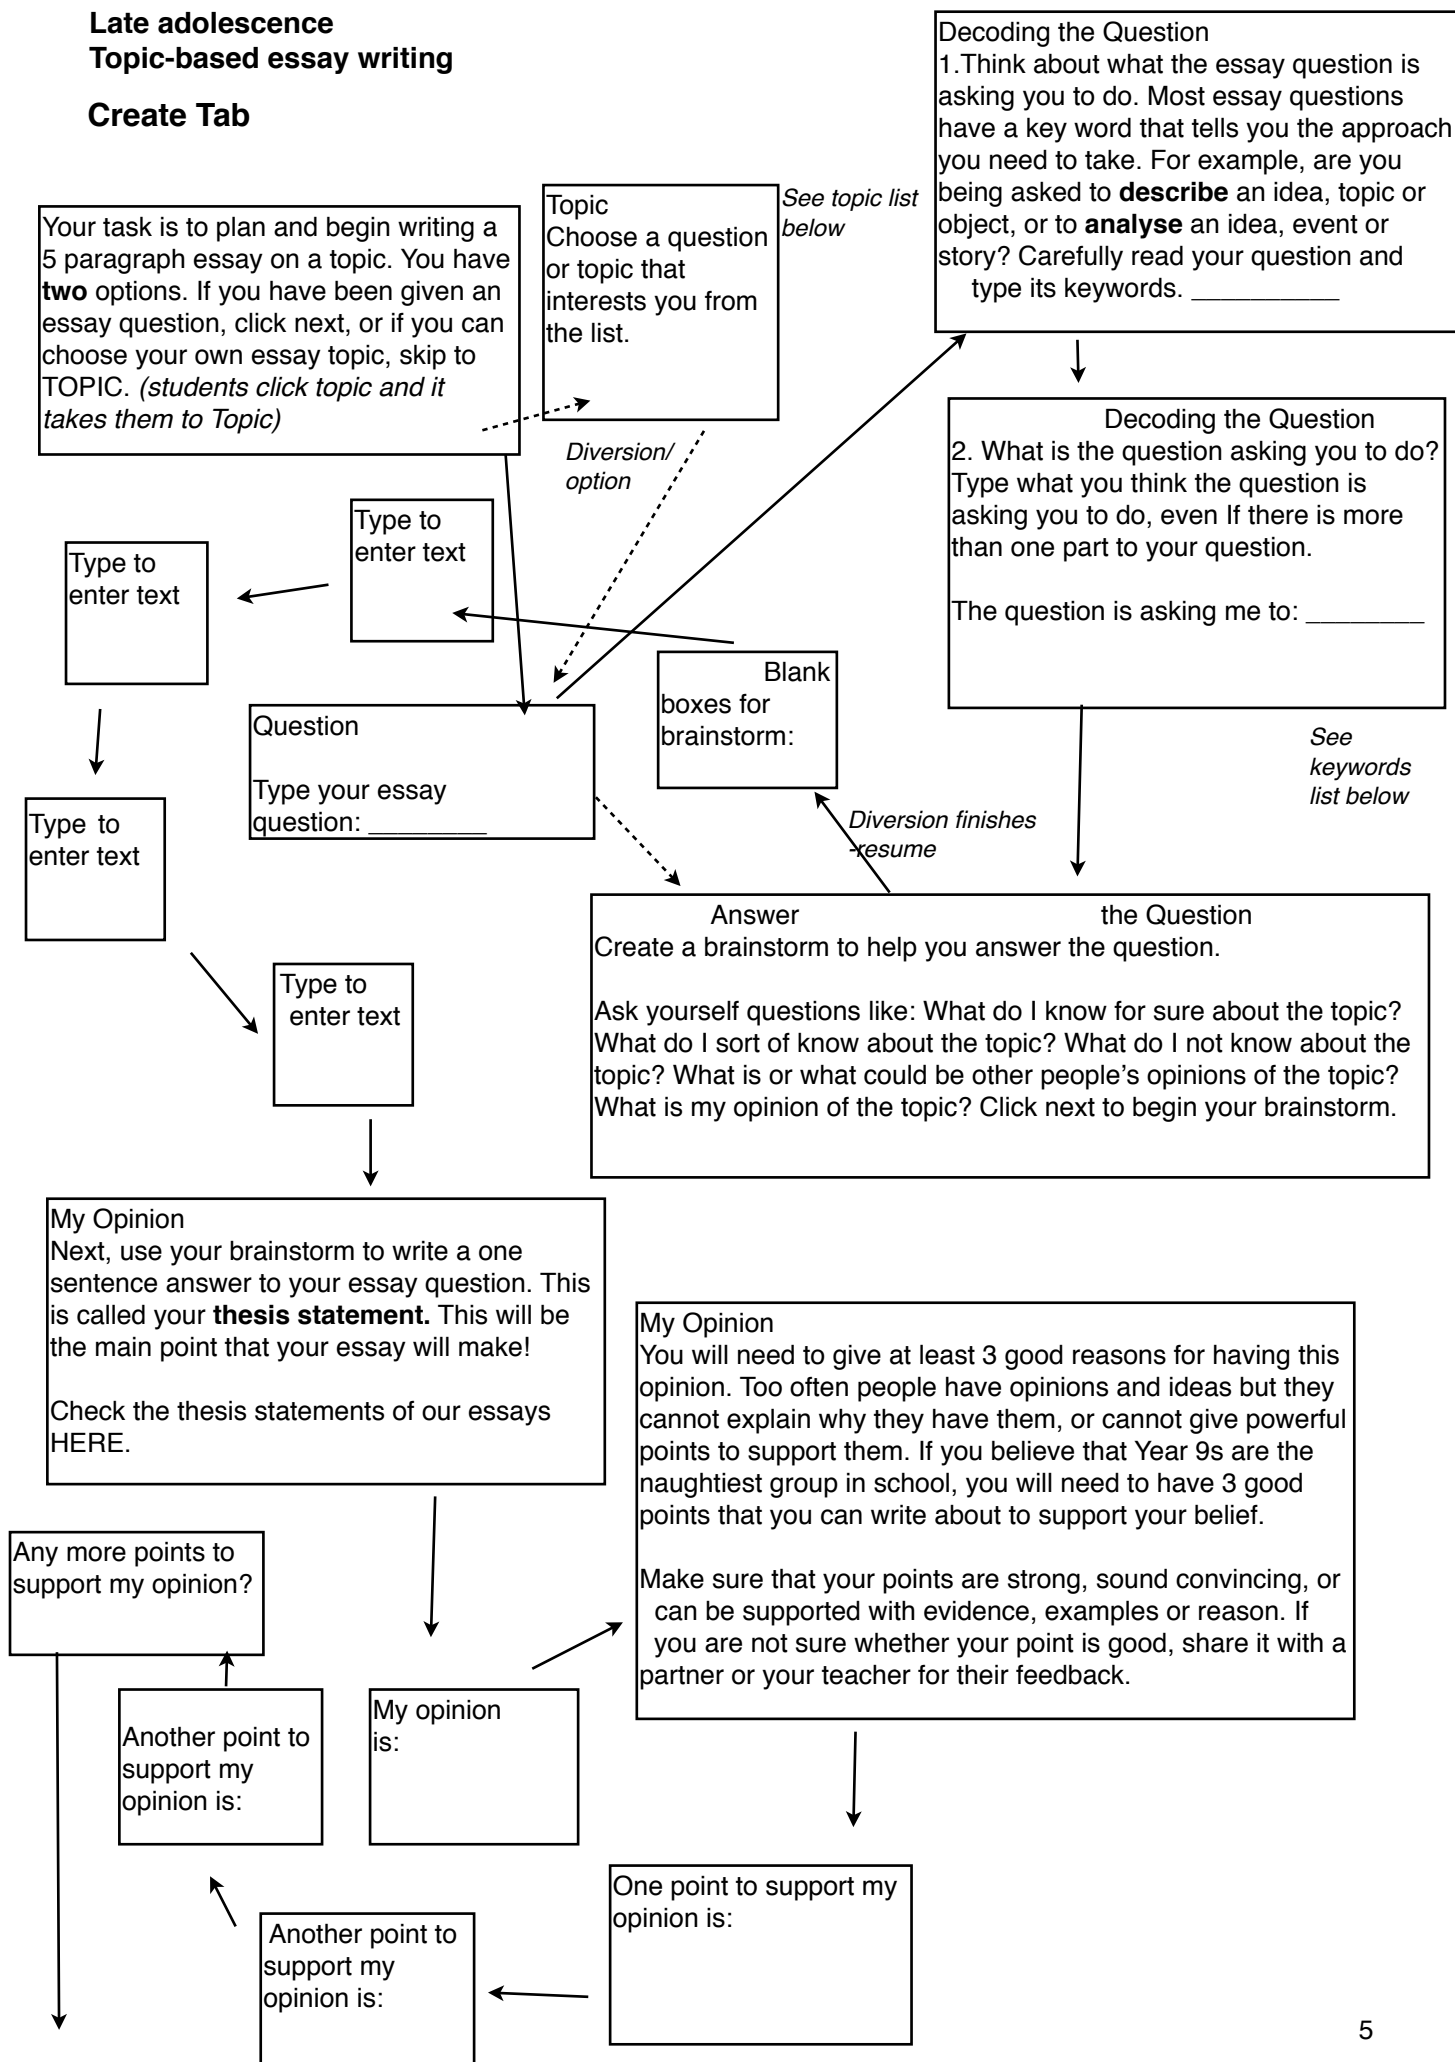 Late adolescence
Topic-based essay writing
Create Tab
Your task is to plan and begin writing a
5 paragraph essay on a topic. You have
two options. If you have been given an
essay question, click next, or if you can
choose your own essay topic, skip to
TOPIC. (students click topic and it
takes them to Topic)
Topic
Choose a question
or topic that
interests you from
the list.
See topic list
below
Decoding the Question
1.Think about what the essay question is
asking you to do. Most essay questions
have a key word that tells you the approach
you need to take. For example, are you
being asked to describe an idea, topic or
object, or to analyse an idea, event or
story? Carefully read your question and
type its keywords. __________
Diversion/
option
Decoding the Question
2. What is the question asking you to do?
Type what you think the question is
asking you to do, even If there is more
than one part to your question.
The question is asking me to: ________
Type to
enter text
Type to
enter text
Blank
boxes for
brainstorm:
Question
Type your essay
question: ________
See
keywords
list below
Type to
enter text
Diversion finishes
-resume
Answer the Question
Create a brainstorm to help you answer the question.
Ask yourself questions like: What do I know for sure about the topic?
What do I sort of know about the topic? What do I not know about the
topic? What is or what could be other people’s opinions of the topic?
What is my opinion of the topic? Click next to begin your brainstorm.
Type to
enter text
My Opinion
Next, use your brainstorm to write a one
sentence answer to your essay question. This
is called your thesis statement. This will be
the main point that your essay will make!
Check the thesis statements of our essays
HERE.
My Opinion
You will need to give at least 3 good reasons for having this
opinion. Too often people have opinions and ideas but they
cannot explain why they have them, or cannot give powerful
points to support them. If you believe that Year 9s are the
naughtiest group in school, you will need to have 3 good
points that you can write about to support your belief.
Make sure that your points are strong, sound convincing, or
can be supported with evidence, examples or reason. If
you are not sure whether your point is good, share it with a
partner or your teacher for their feedback.
Any more points to
support my opinion?
Another point to
support my
opinion is:
My opinion
is:
One point to support my
opinion is:
Another point to
support my
opinion is:
5